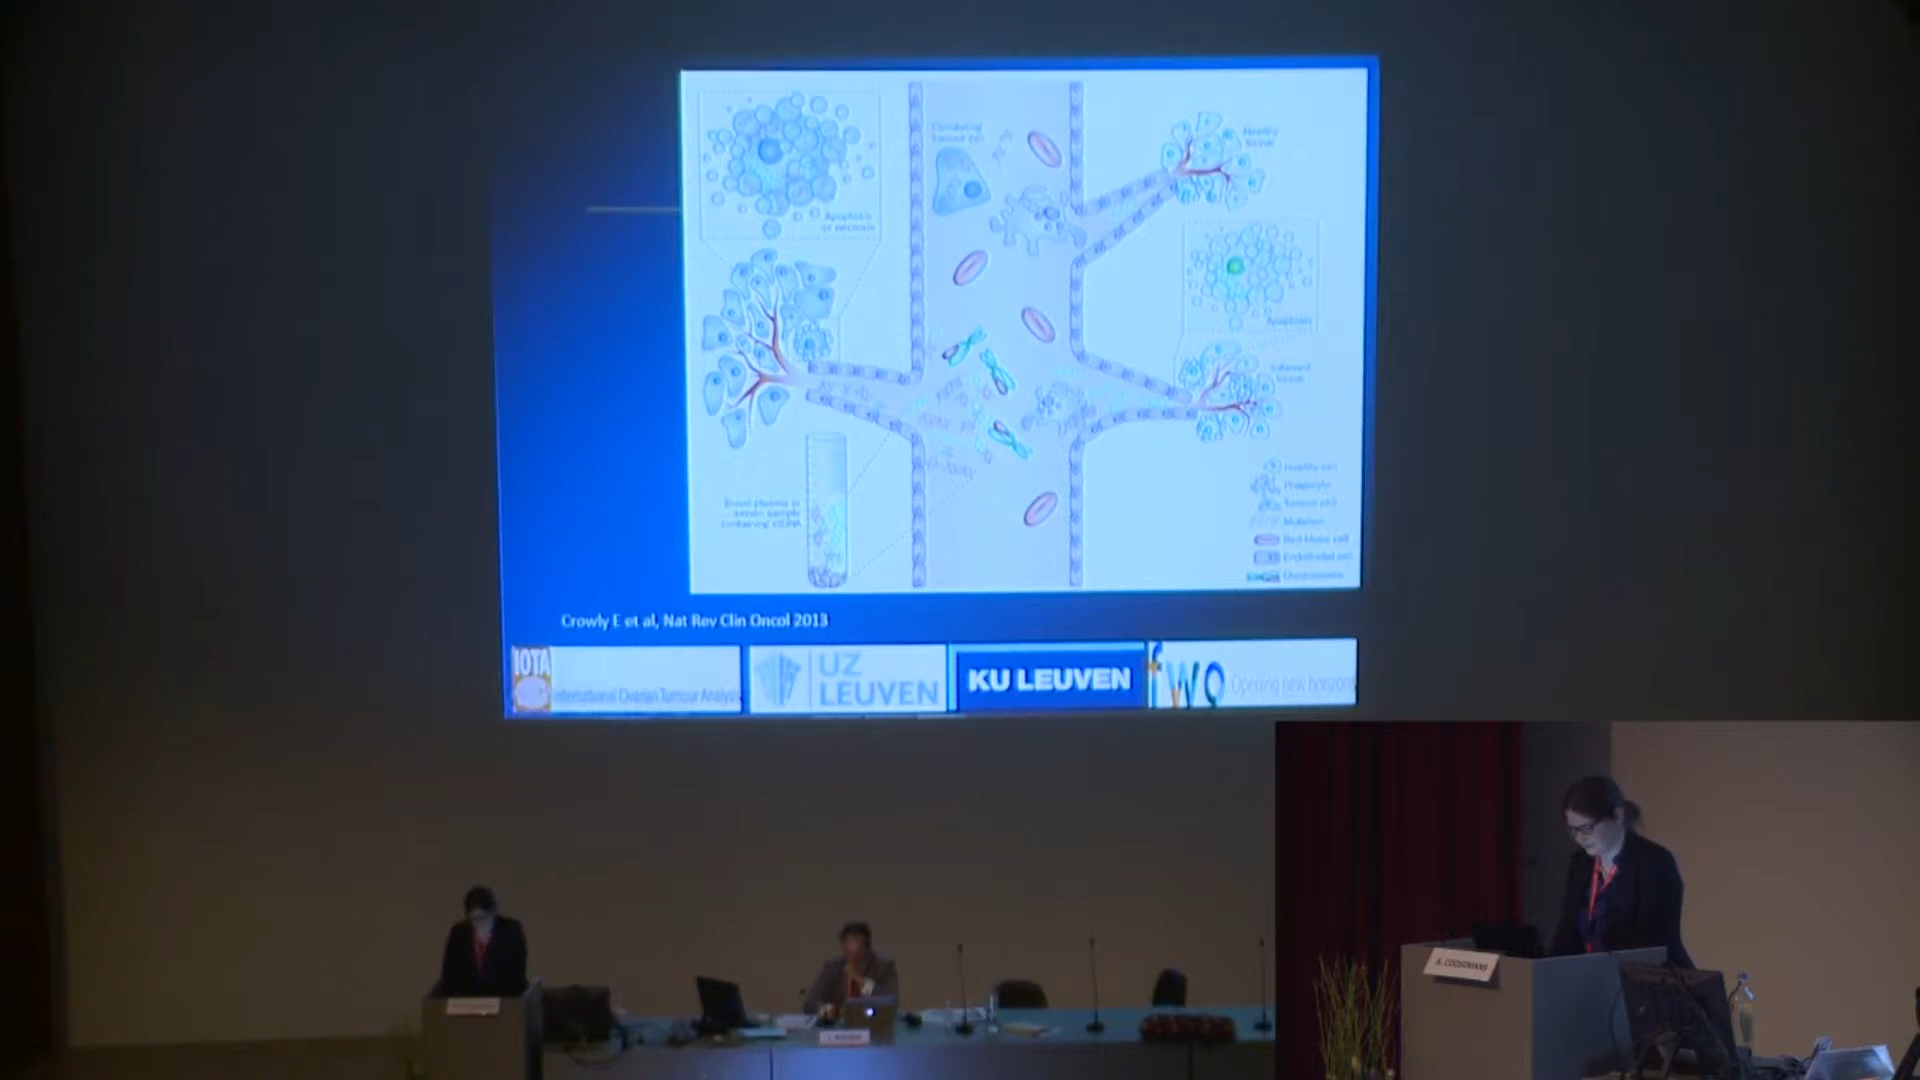 Circulating
tumour cell
Healthy
tissue
Apoptosis
or necrosis
Apoptosis
Inflamed
tissue
Blood plasma or
serum sample
containing ctDNA
Healthy cell
Phagocyte
Tumour cell
Mutation
Red blood cell
Endothelial cell
Chromosome
Crowly E et al, Nat Rev Clin Oncol 2013
IOTA
International Ovarian Tumour Analysis
UZ
LEUVEN
KU LEUVEN
fwo
Opening new horizons
A. COOSEMANS